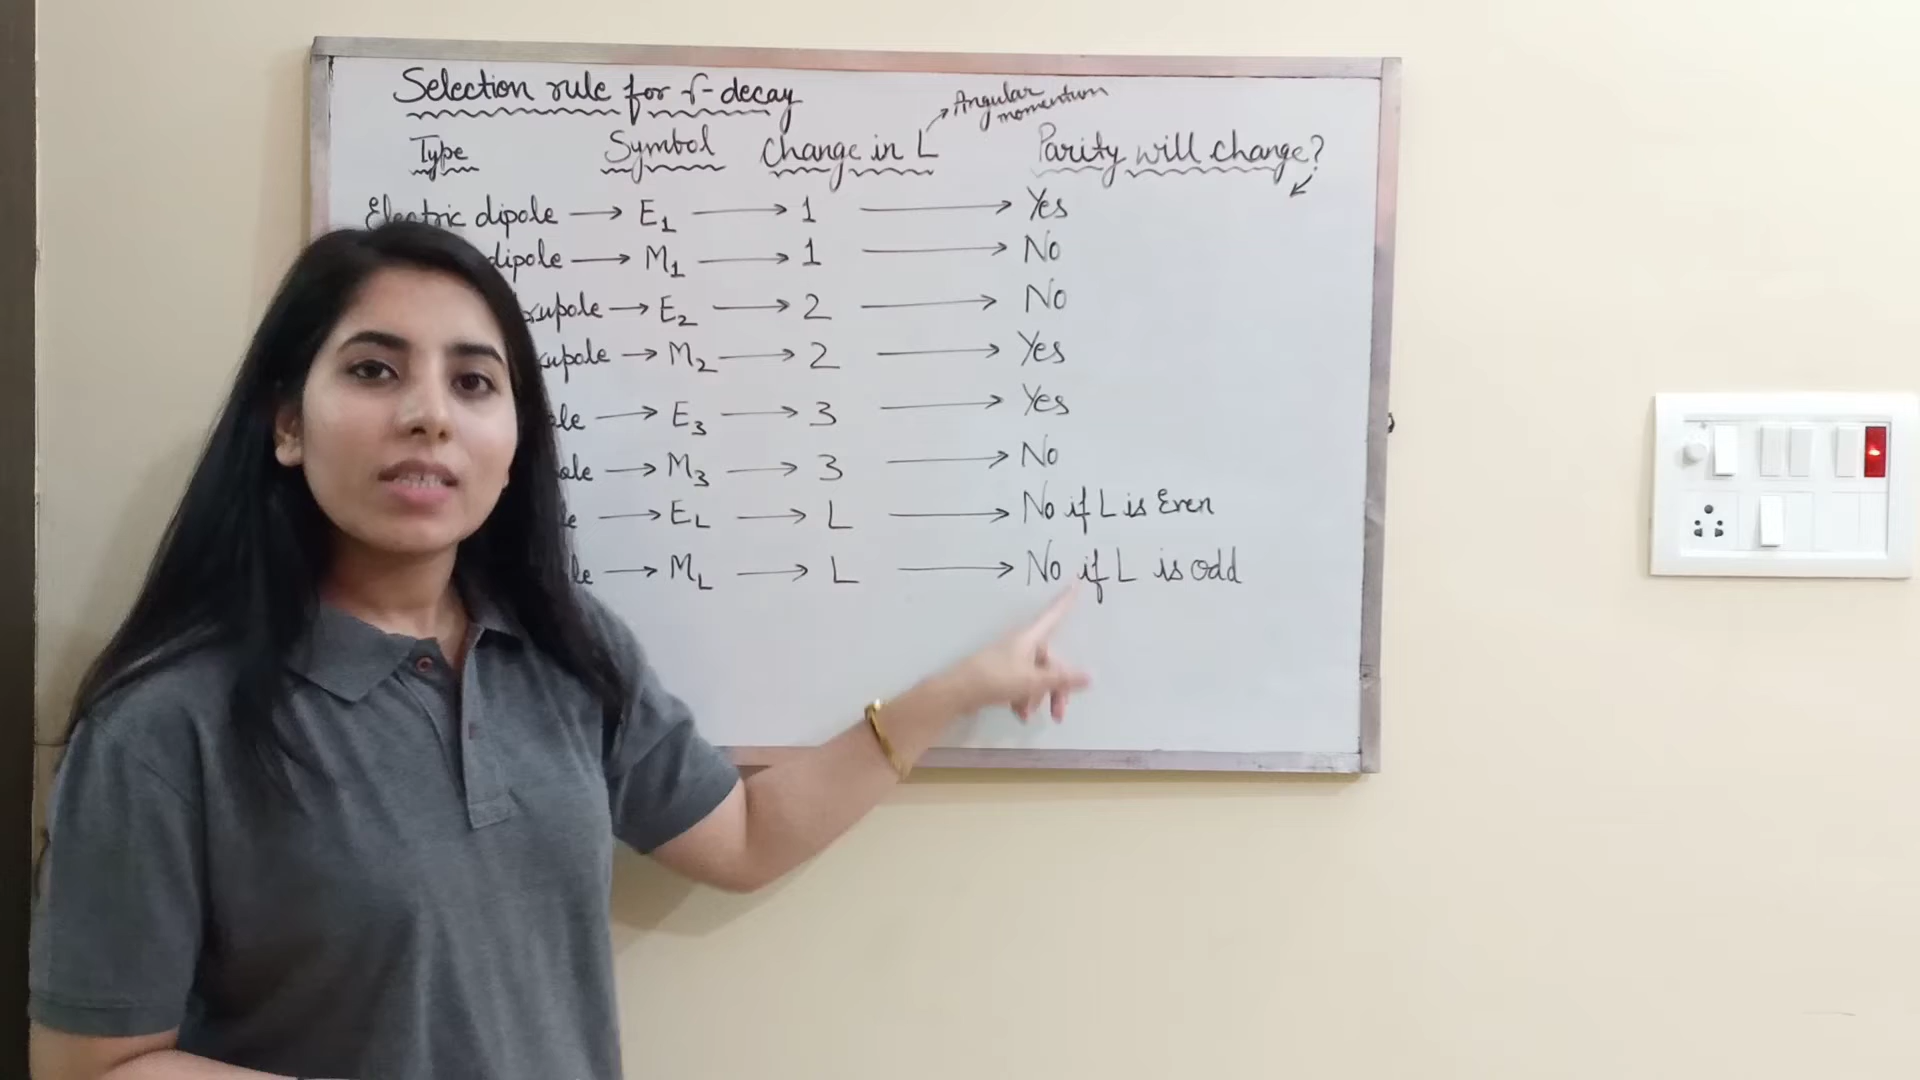 Selection rule for γ-decay
Angular momentum
Type Symbol Change in L Parity will change?
Electric dipole → E₁ → 1 → Yes
dipole → M₁ → 1 → No
→ E₂ → 2 → No
→ M₂ → 2 → Yes
→ E₃ → 3 → Yes
→ M₃ → 3 → No
→ E_L → L → No if L is Even
→ M_L → L → No if L is odd